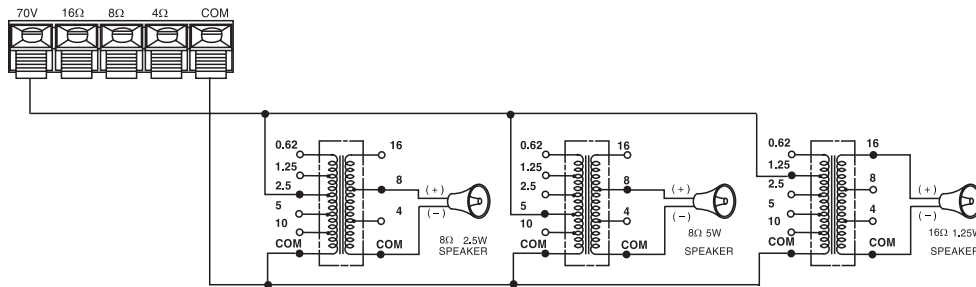 70V 16Ω 8Ω 4Ω COM
0.62
1.25
2.5
5
10
COM
16
8
4
COM
(+)
(−)
8Ω 2.5W
SPEAKER
0.62
1.25
2.5
5
10
COM
16
8
4
COM
(+)
(−)
8Ω 5W
SPEAKER
0.62
1.25
2.5
5
10
COM
16
8
4
COM
(+)
(−)
16Ω 1.25W
SPEAKER